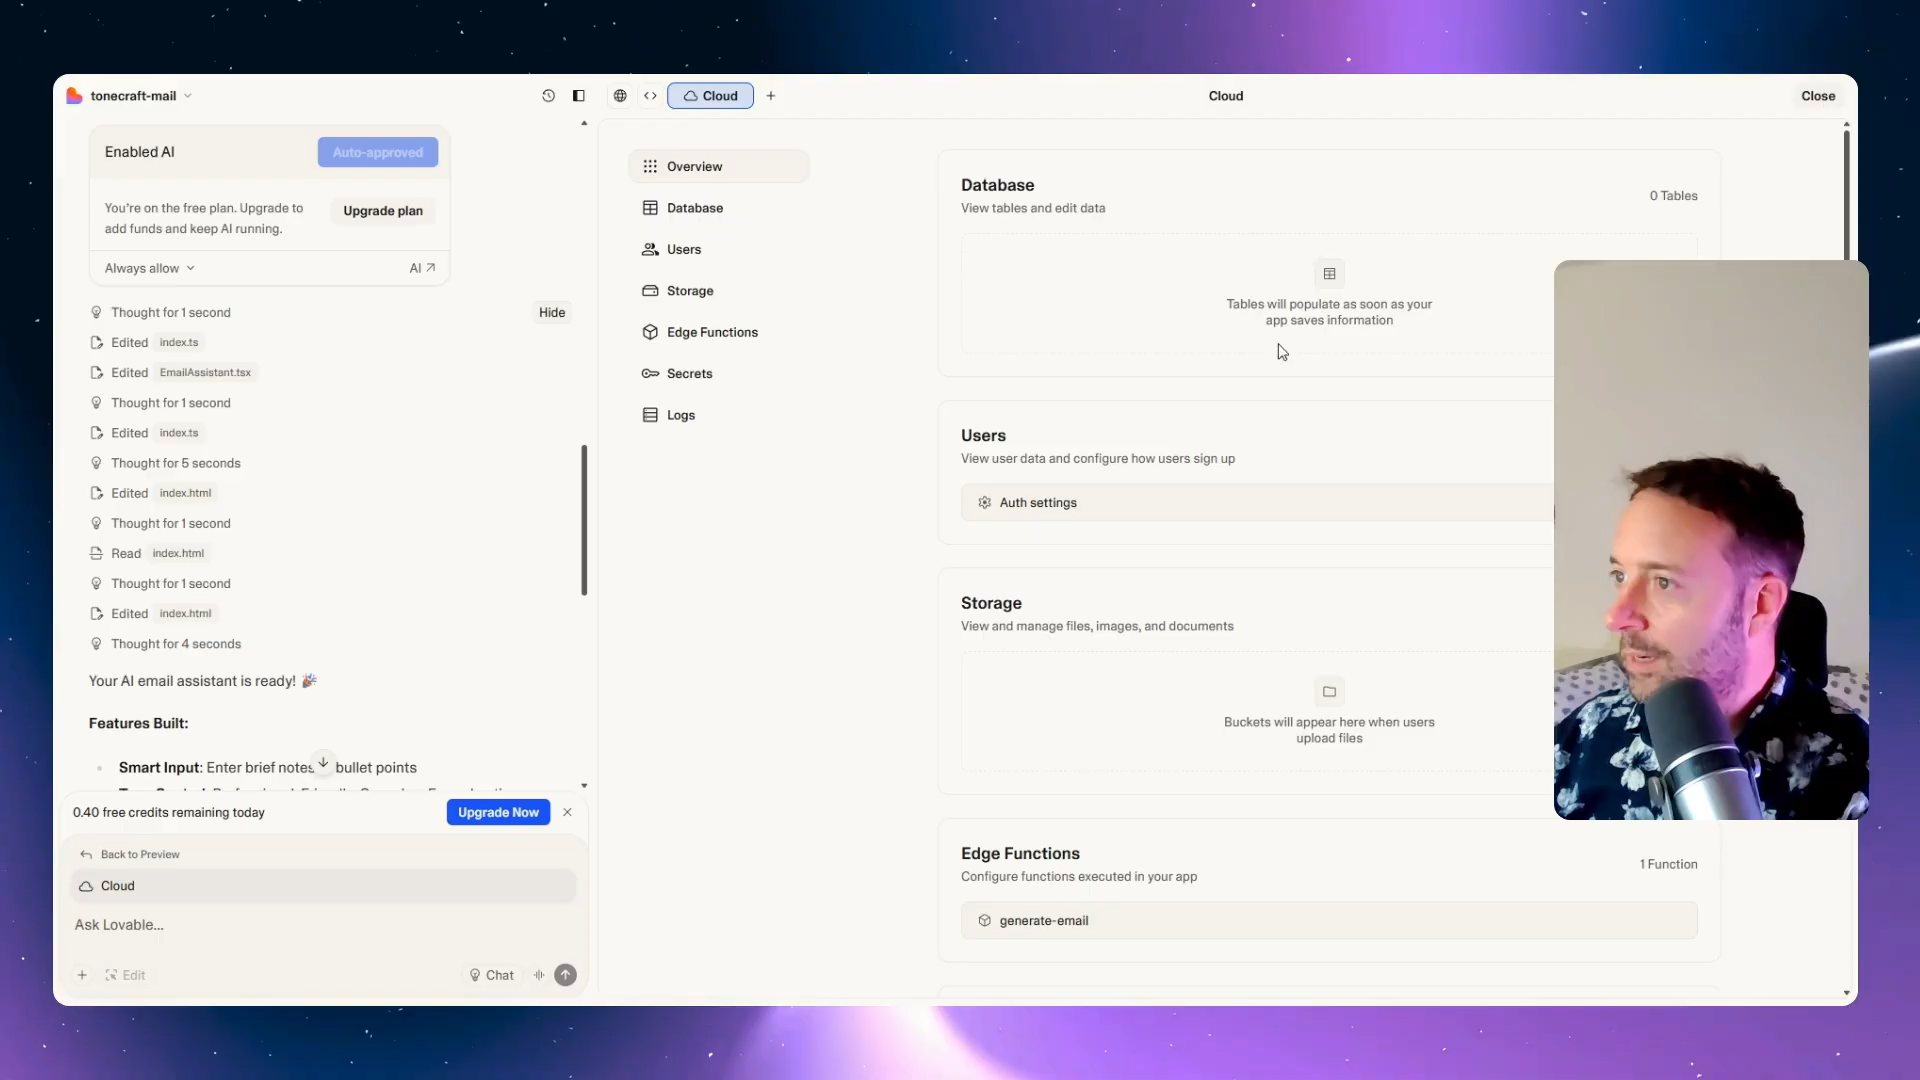 tonecraft-mail
Cloud
Cloud
Close
Enabled AI
Auto-approved
You're on the free plan. Upgrade to
add funds and keep AI running.
Upgrade plan
Always allow
AI
Thought for 1 second
Hide
Edited index.ts
Edited EmailAssistant.tsx
Thought for 1 second
Edited index.ts
Thought for 5 seconds
Edited index.html
Thought for 1 second
Read index.html
Thought for 1 second
Edited index.html
Thought for 4 seconds
Your AI email assistant is ready! 🎉
Features Built:
Smart Input: Enter brief notes bullet points
0.40 free credits remaining today
Upgrade Now
Back to Preview
Cloud
Ask Lovable...
Edit
Chat
Overview
Database
Users
Storage
Edge Functions
Secrets
Logs
Database
View tables and edit data
0 Tables
Tables will populate as soon as your
app saves information
Users
View user data and configure how users sign up
Auth settings
Storage
View and manage files, images, and documents
Buckets will appear here when users
upload files
Edge Functions
Configure functions executed in your app
1 Function
generate-email